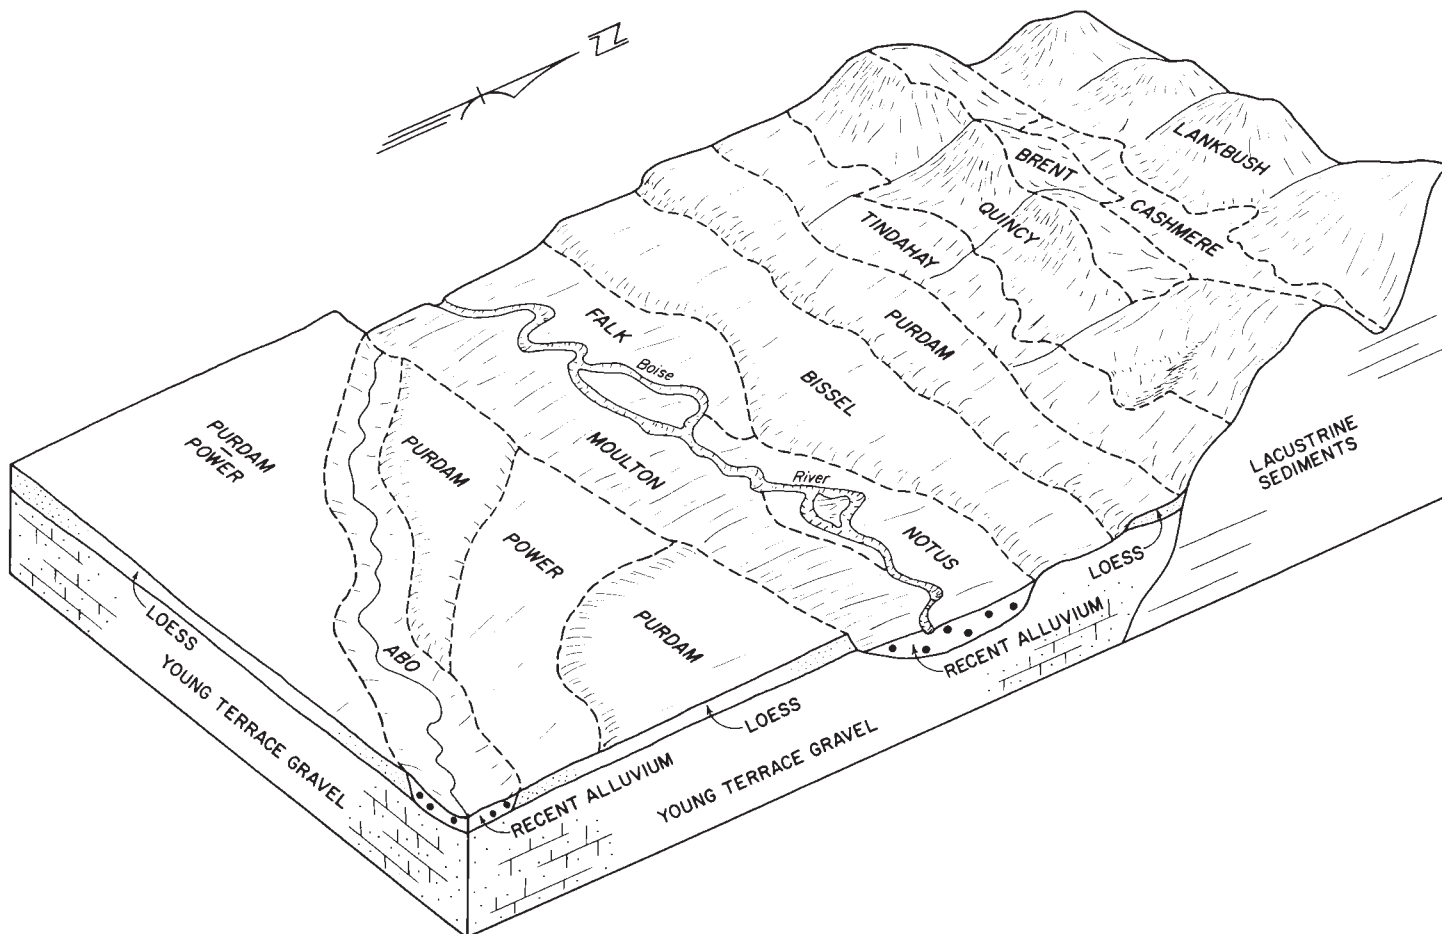 N
LANKBUSH
BRENT
CASHMERE
QUINCY
TINDAHAY
FALK
PURDAM
Boise
BISSEL
PURDAM
–
POWER
PURDAM
MOULTON
LACUSTRINE
SEDIMENTS
River
NOTUS
POWER
LOESS
PURDAM
LOESS
ABO
RECENT ALLUVIUM
YOUNG TERRACE GRAVEL
LOESS
YOUNG TERRACE GRAVEL
RECENT ALLUVIUM